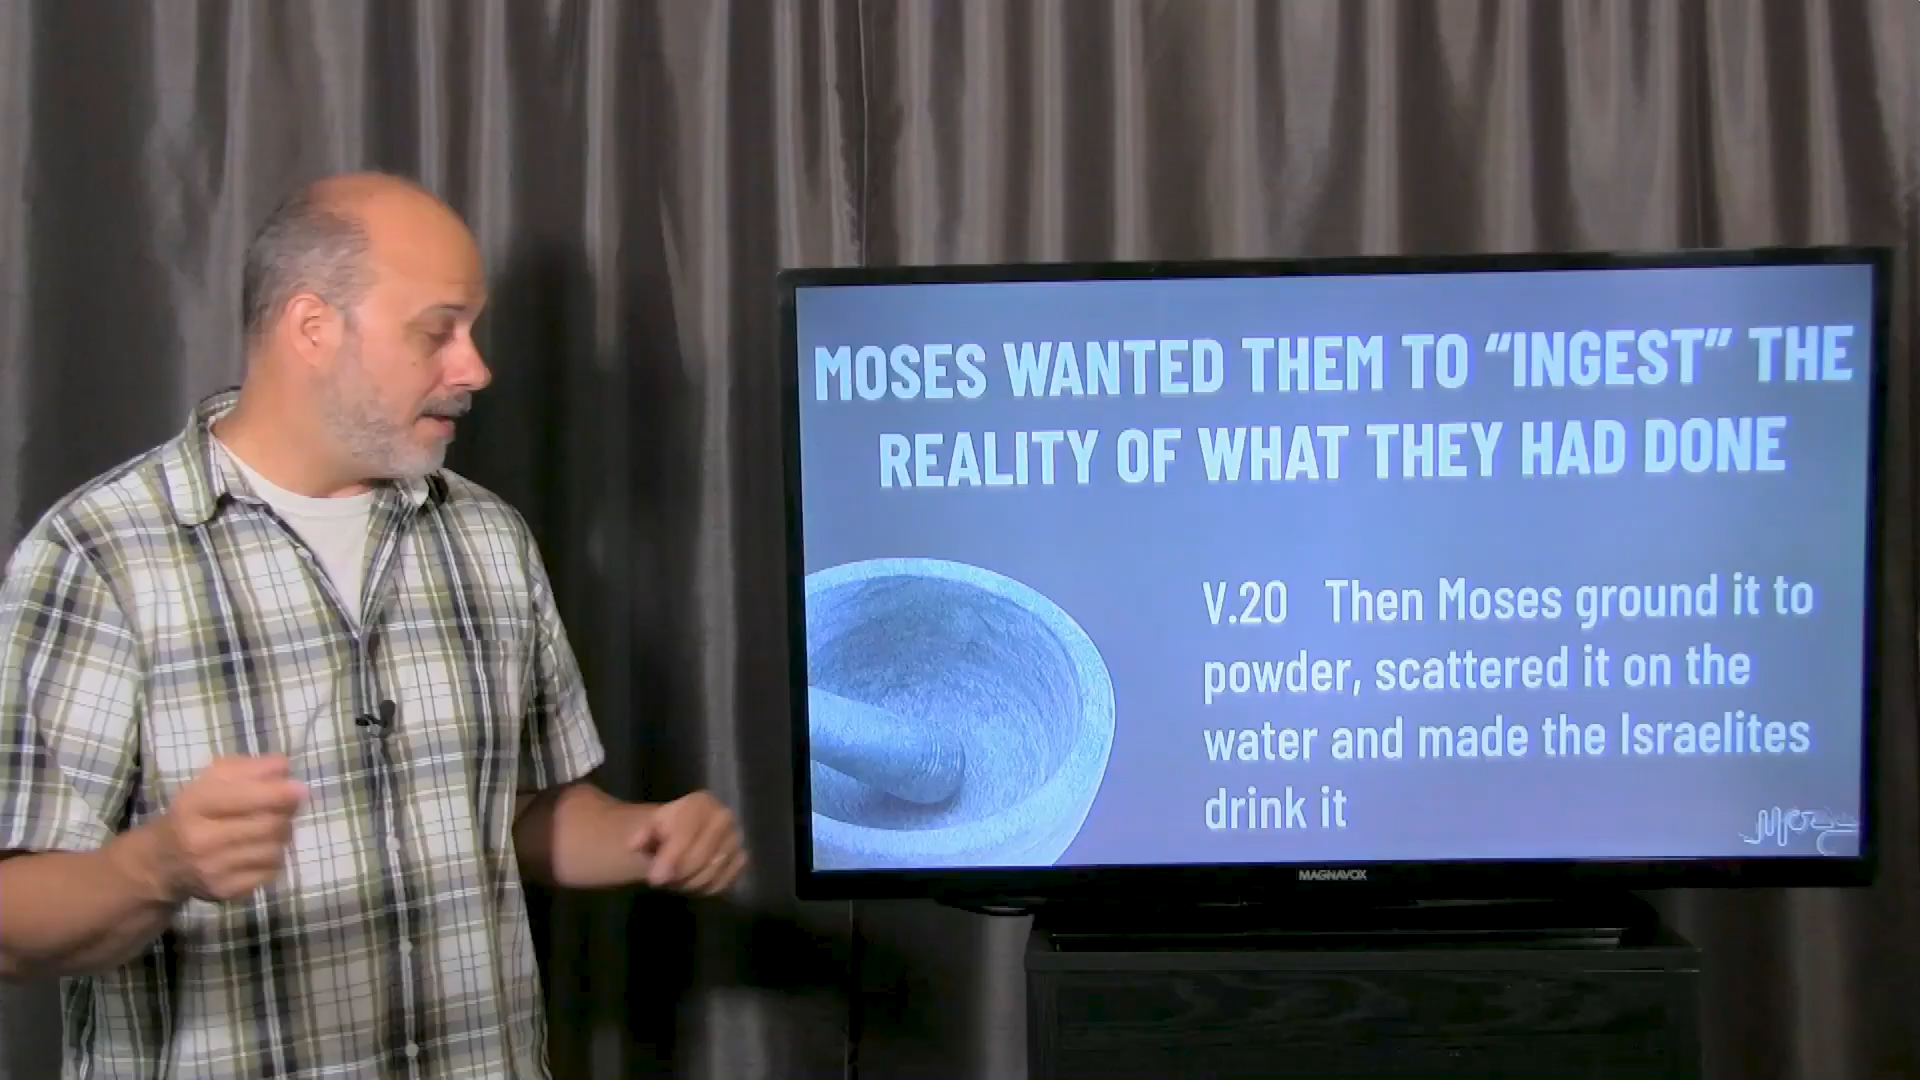 MOSES WANTED THEM TO “INGEST” THE
REALITY OF WHAT THEY HAD DONE
V.20 Then Moses ground it to
powder, scattered it on the
water and made the Israelites
drink it
MAGNAVOX